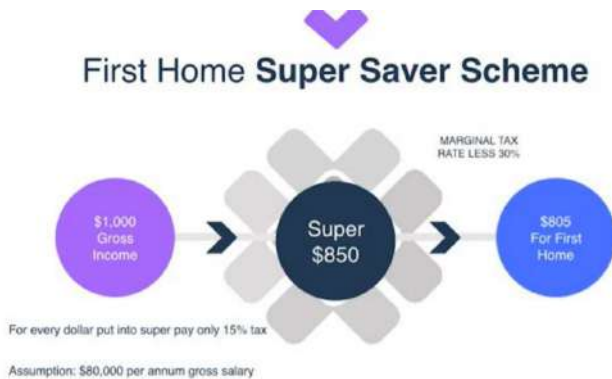 First Home Super Saver Scheme
MARGINAL TAX
RATE LESS 30%
$1,000
Gross
Income
Super
$850
$805
For First
Home
For every dollar put into super pay only 15% tax
Assumption: $80,000 per annum gross salary